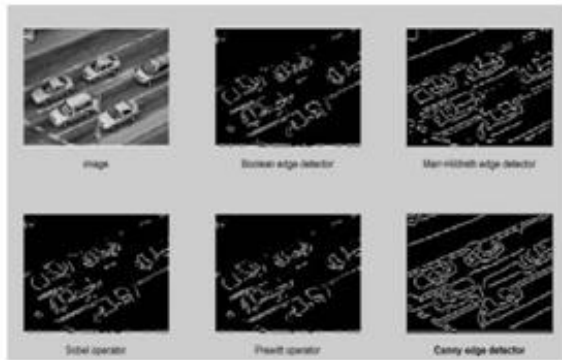 image
Boolean edge detector
Marr-Hildreth edge detector
Sobel operator
Prewitt operator
Canny edge detector